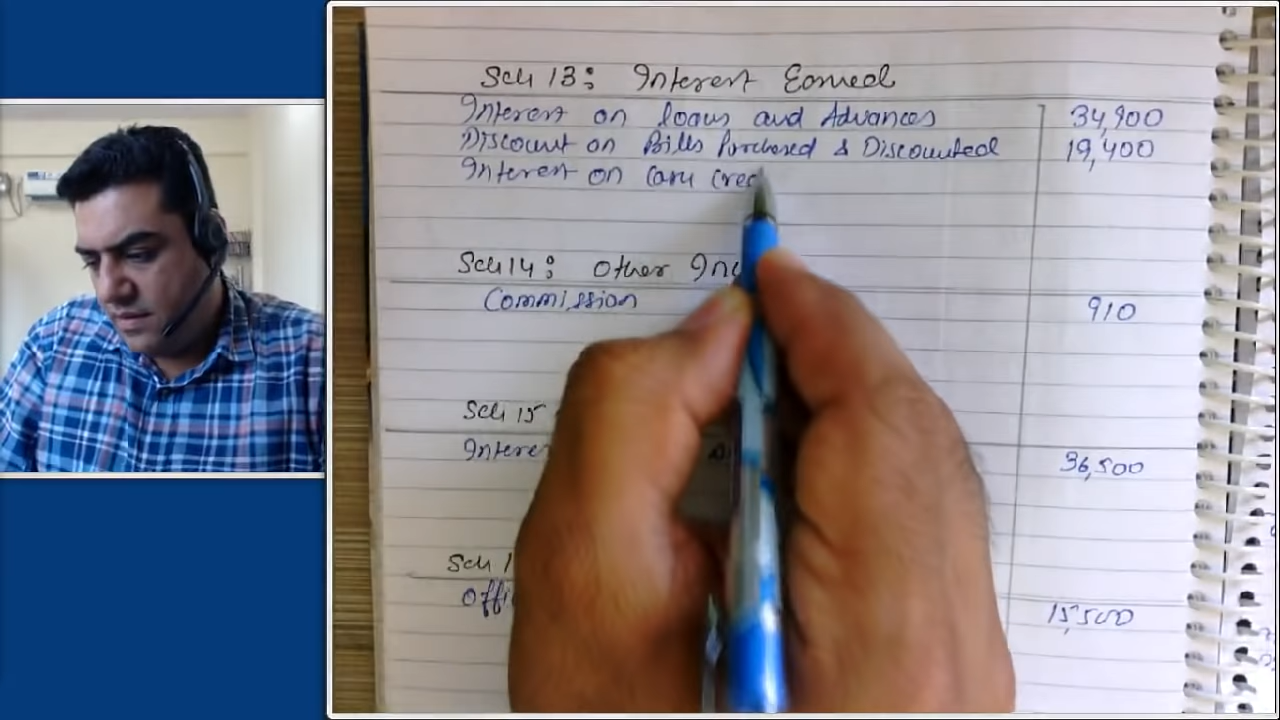 Sch 13: Interest Earned
Interest on loans and Advances 34,900
Discount on Bills Purchased & Discounted 19,400
Interest on Cash Cred
Sch 14: Other Inc
Commission 910
Sch 15
Intere 36,500
Sch 1
Offi 15,500